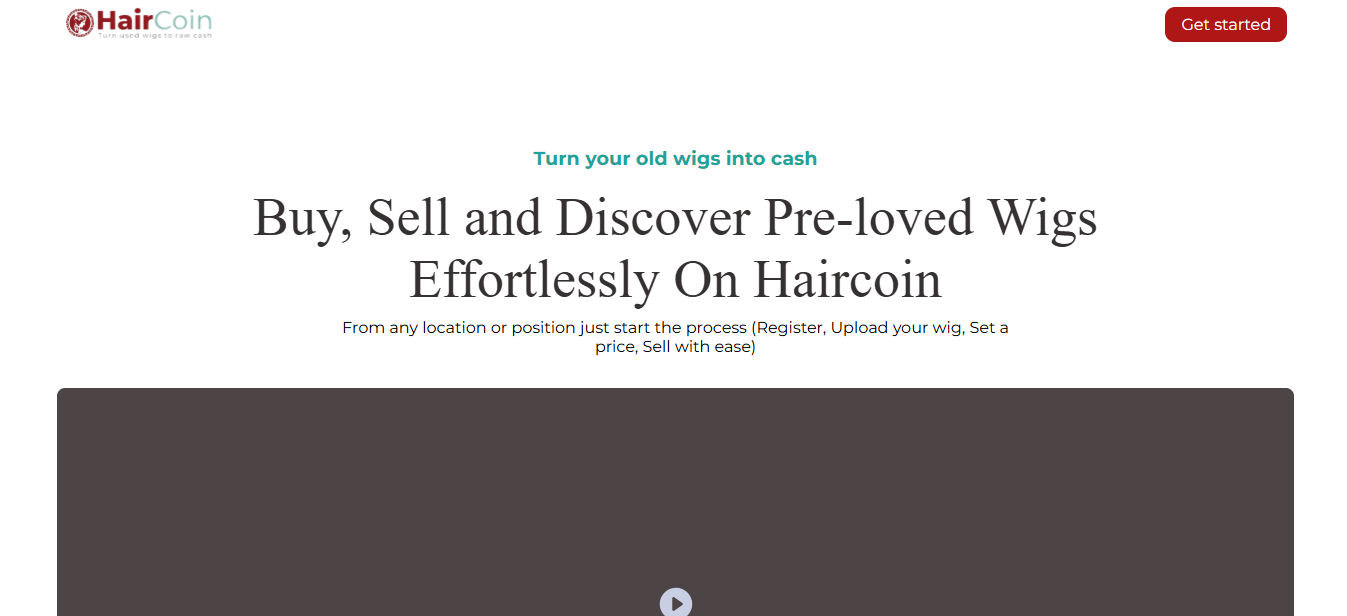 HairCoin
Turn used wigs to raw cash
Get started
Turn your old wigs into cash
Buy, Sell and Discover Pre-loved Wigs
Effortlessly On Haircoin
From any location or position just start the process (Register, Upload your wig, Set a
price, Sell with ease)